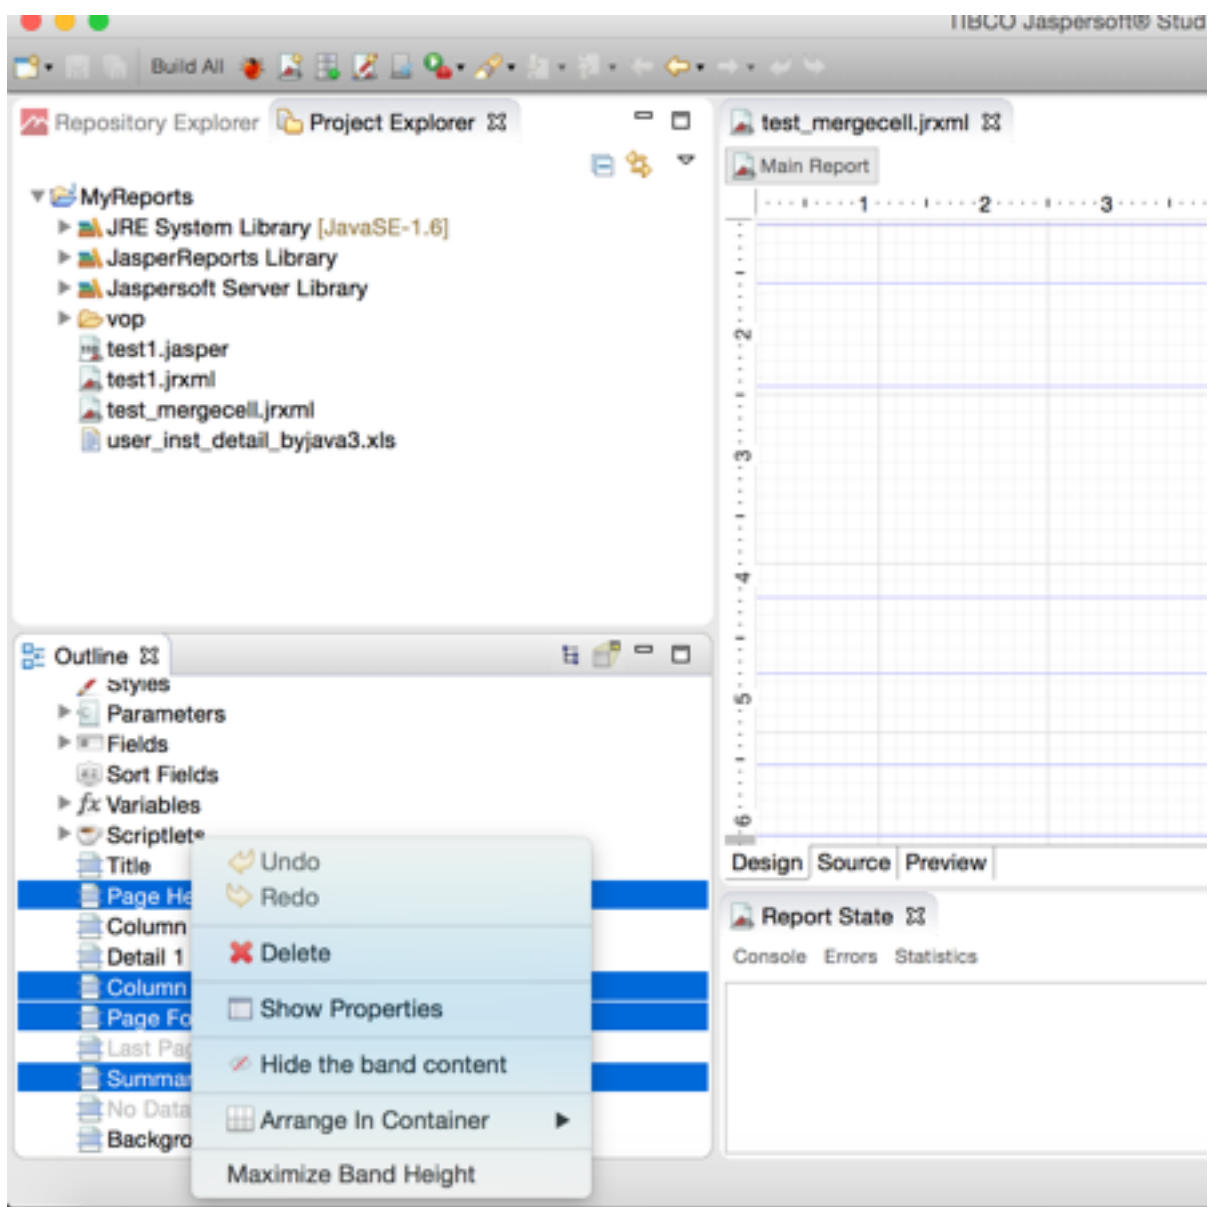 TIBCO Jaspersoft® Stud
Build All
Repository Explorer Project Explorer
MyReports
JRE System Library [JavaSE-1.6]
JasperReports Library
Jaspersoft Server Library
vop
test1.jasper
test1.jrxml
test_mergecell.jrxml
user_inst_detail_byjava3.xls
test_mergecell.jrxml
Main Report
1 2 3
2
3
4
5
6
Design Source Preview
Outline
Styles
Parameters
Fields
Sort Fields
fx Variables
Scriptlets
Title
Page He
Column
Detail 1
Column
Page Fo
Last Pag
Summar
No Data
Backgro
Undo
Redo
Delete
Show Properties
Hide the band content
Arrange In Container
Maximize Band Height
Report State
Console Errors Statistics